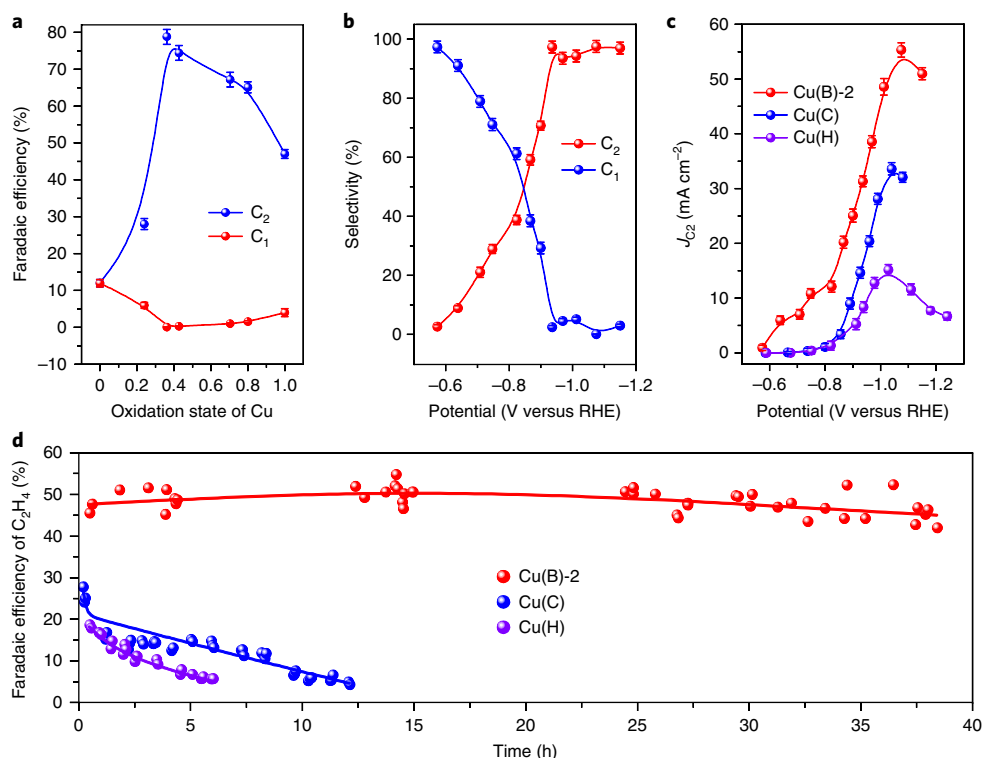 a
Faradaic efficiency (%)
80
70
60
50
40
30
20
10
0
−10
C2
C1
0
0.2
0.4
0.6
0.8
1.0
Oxidation state of Cu
b
Selectivity (%)
100
80
60
40
20
0
C2
C1
−0.6
−0.8
−1.0
−1.2
Potential (V versus RHE)
c
JC2 (mA cm−2)
60
50
40
30
20
10
0
Cu(B)-2
Cu(C)
Cu(H)
−0.6
−0.8
−1.0
−1.2
Potential (V versus RHE)
d
Faradaic efficiency of C2H4 (%)
60
50
40
30
20
10
0
Cu(B)-2
Cu(C)
Cu(H)
0
5
10
15
20
25
30
35
40
Time (h)